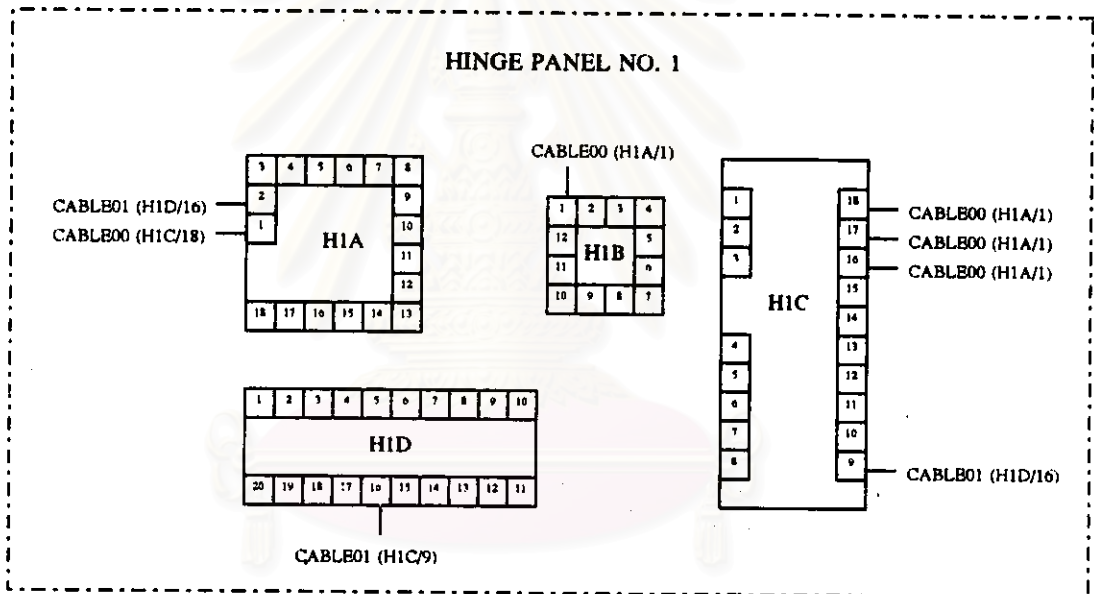 HINGE PANEL NO. 1
CABLE01 (H1D/16)
CABLE00 (H1C/18)
3 4 5 6 7 8
2 9
1 10
11
12
18 17 16 15 14 13
H1A
CABLE00 (H1A/1)
1 2 3 4
12 5
11 6
10 9 8 7
H1B
1 18
2 17
3 16
15
14
4 13
5 12
6 11
7 10
8 9
H1C
CABLE00 (H1A/1)
CABLE00 (H1A/1)
CABLE00 (H1A/1)
CABLE01 (H1D/16)
1 2 3 4 5 6 7 8 9 10
H1D
20 19 18 17 16 15 14 13 12 11
CABLE01 (H1C/9)